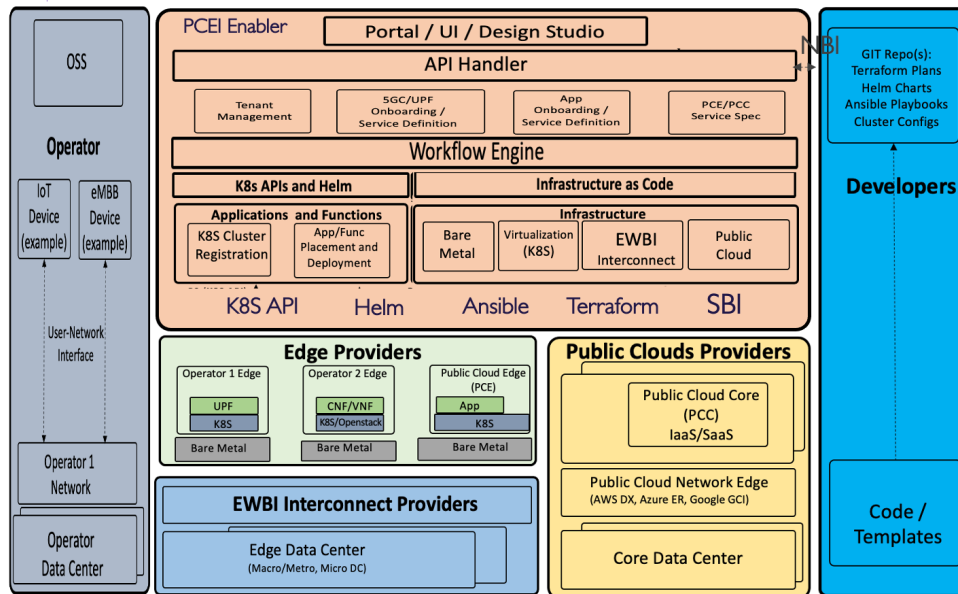 OSS
Operator
IoT
Device
(example)
eMBB
Device
(example)
User-Network
Interface
Operator 1
Network
Operator
Data Center
PCEI Enabler
Portal / UI / Design Studio
API Handler
NBI
Tenant
Management
5GC/UPF
Onboarding /
Service Definition
App
Onboarding /
Service Definition
PCE/PCC
Service Spec
Workflow Engine
K8s APIs and Helm
Infrastructure as Code
Applications and Functions
K8S Cluster
Registration
App/Func
Placement and
Deployment
Infrastructure
Bare
Metal
Virtualization
(K8S)
EWBI
Interconnect
Public
Cloud
K8S API
Helm
Ansible
Terraform
SBI
Edge Providers
Operator 1 Edge
UPF
K8S
Bare Metal
Operator 2 Edge
CNF/VNF
K8S/Openstack
Bare Metal
Public Cloud Edge
(PCE)
App
K8S
Bare Metal
EWBI Interconnect Providers
Edge Data Center
(Macro/Metro, Micro DC)
Public Clouds Providers
Public Cloud Core
(PCC)
IaaS/SaaS
Public Cloud Network Edge
(AWS DX, Azure ER, Google GCI)
Core Data Center
GIT Repo(s):
Terraform Plans
Helm Charts
Ansible Playbooks
Cluster Configs
Developers
Code /
Templates